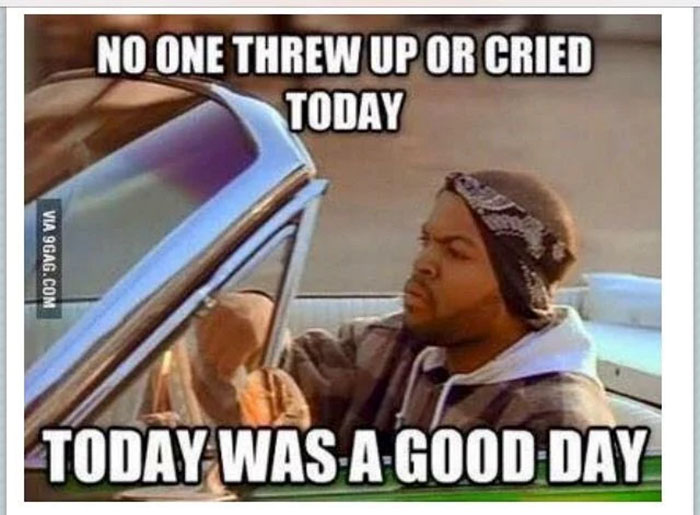 NO ONE THREW UP OR CRIED
TODAY
VIA 9GAG.COM
TODAY WAS A GOOD DAY